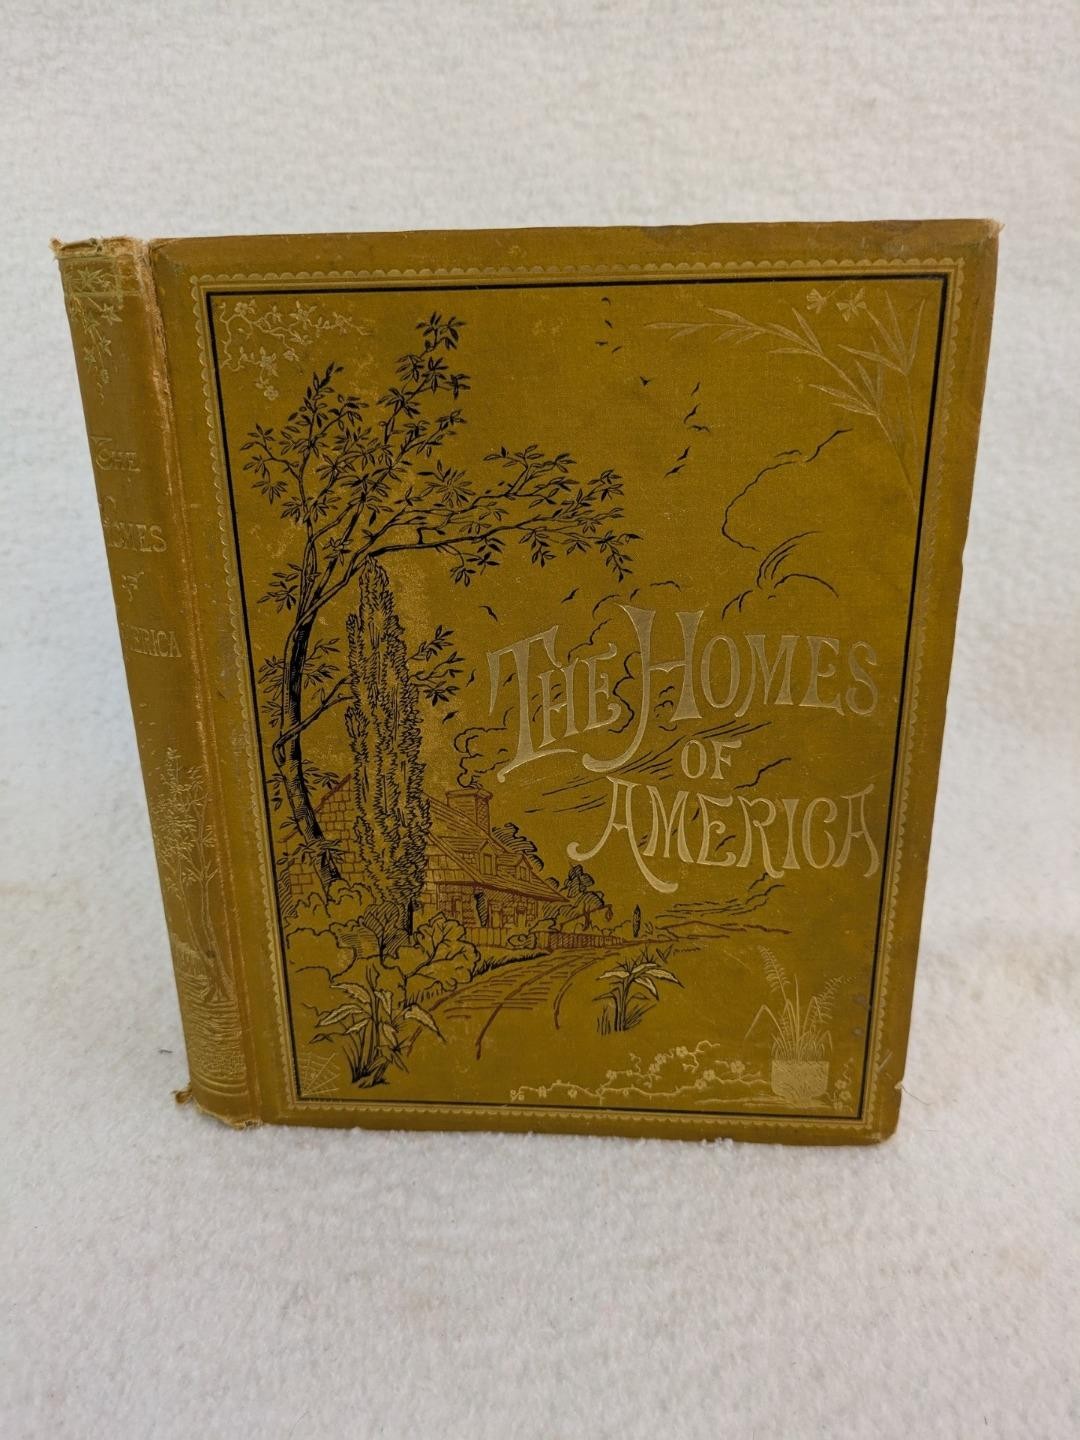 THE
HOMES
OF
AMERICA
THE HOMES
OF
AMERICA